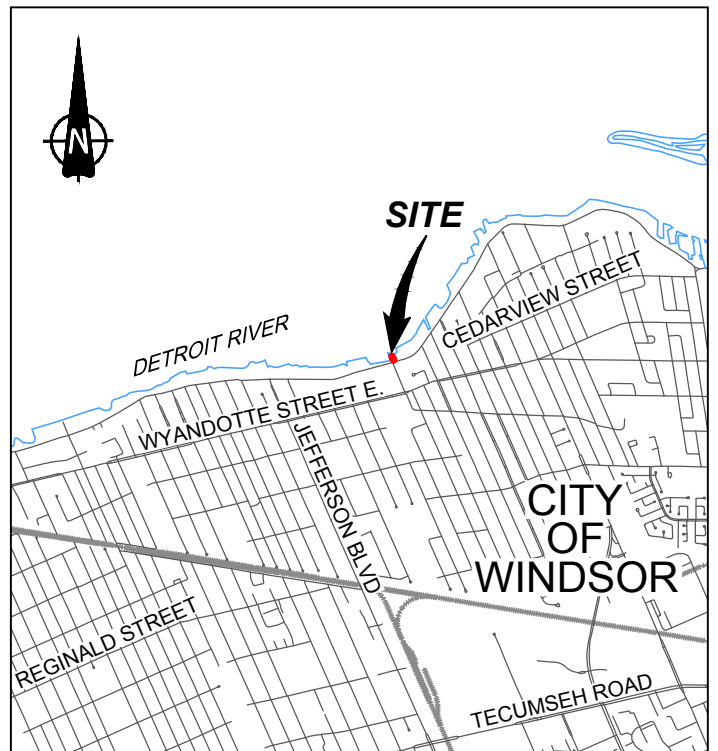 N
SITE
CEDARVIEW STREET
DETROIT RIVER
WYANDOTTE STREET E.
JEFFERSON BLVD
CITY
OF
WINDSOR
REGINALD STREET
TECUMSEH ROAD